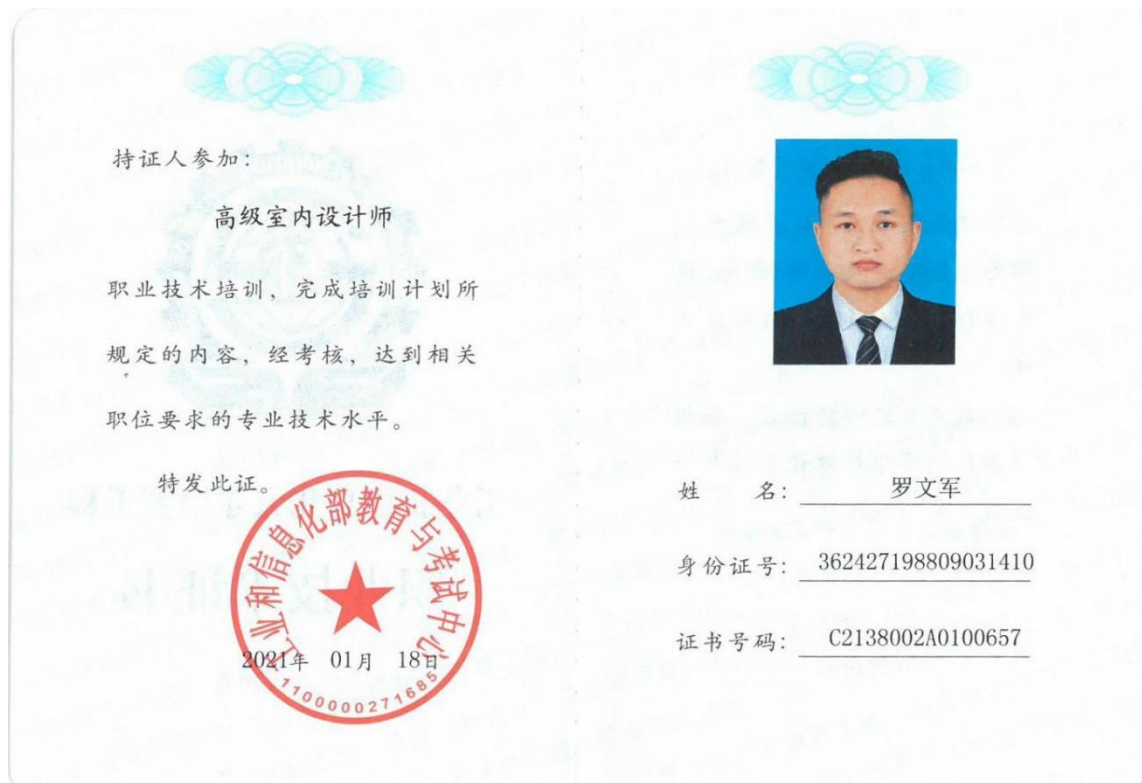 持证人参加：
高级室内设计师
职业技术培训，完成培训计划所
规定的内容，经考核，达到相关
职位要求的专业技术水平。
特发此证。
工业和信息化部教育与考试中心
2021年 01月 18日
1100000271685
姓 名： 罗文军
身份证号： 362427198809031410
证书号码： C2138002A0100657